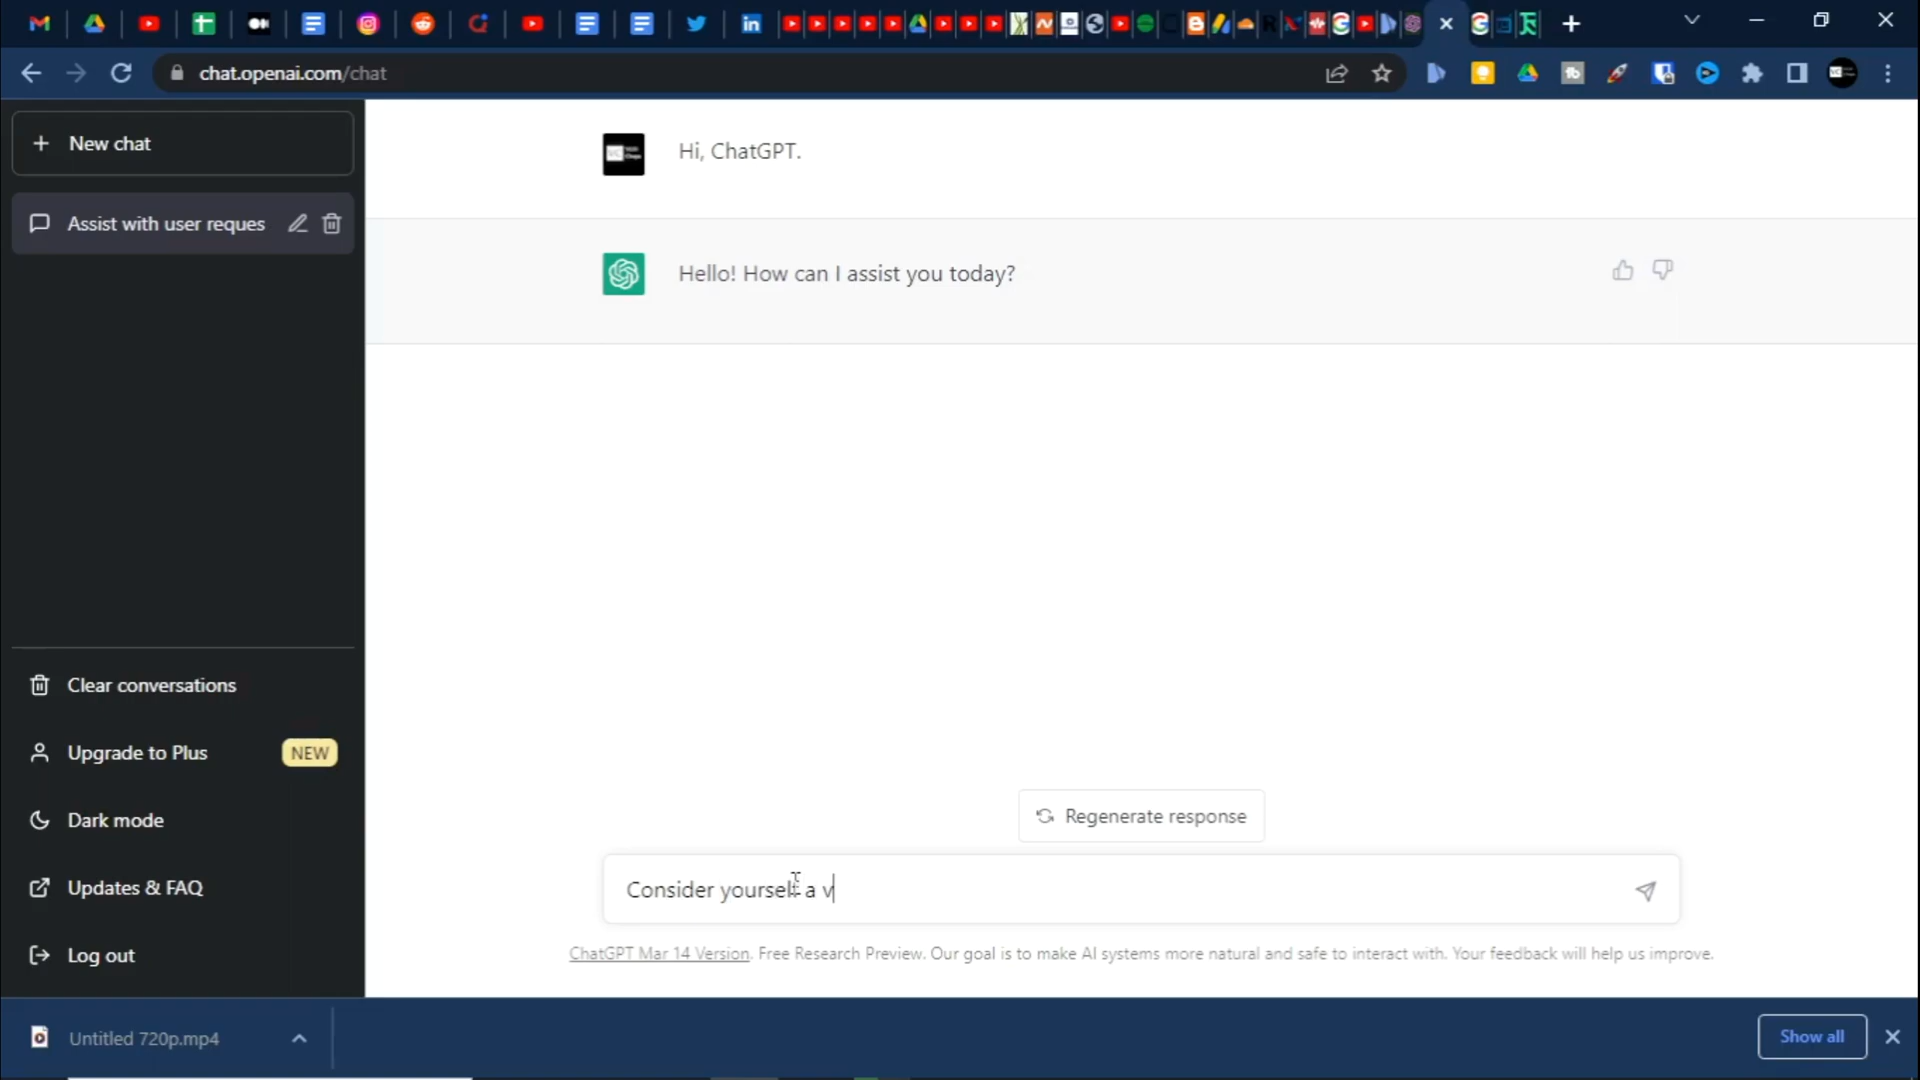 chat.openai.com/chat
New chat
Assist with user reques
Hi, ChatGPT.
Hello! How can I assist you today?
Clear conversations
Upgrade to Plus NEW
Dark mode
Updates & FAQ
Log out
Regenerate response
Consider yourself a v
ChatGPT Mar 14 Version. Free Research Preview. Our goal is to make AI systems more natural and safe to interact with. Your feedback will help us improve.
Untitled 720p.mp4
Show all